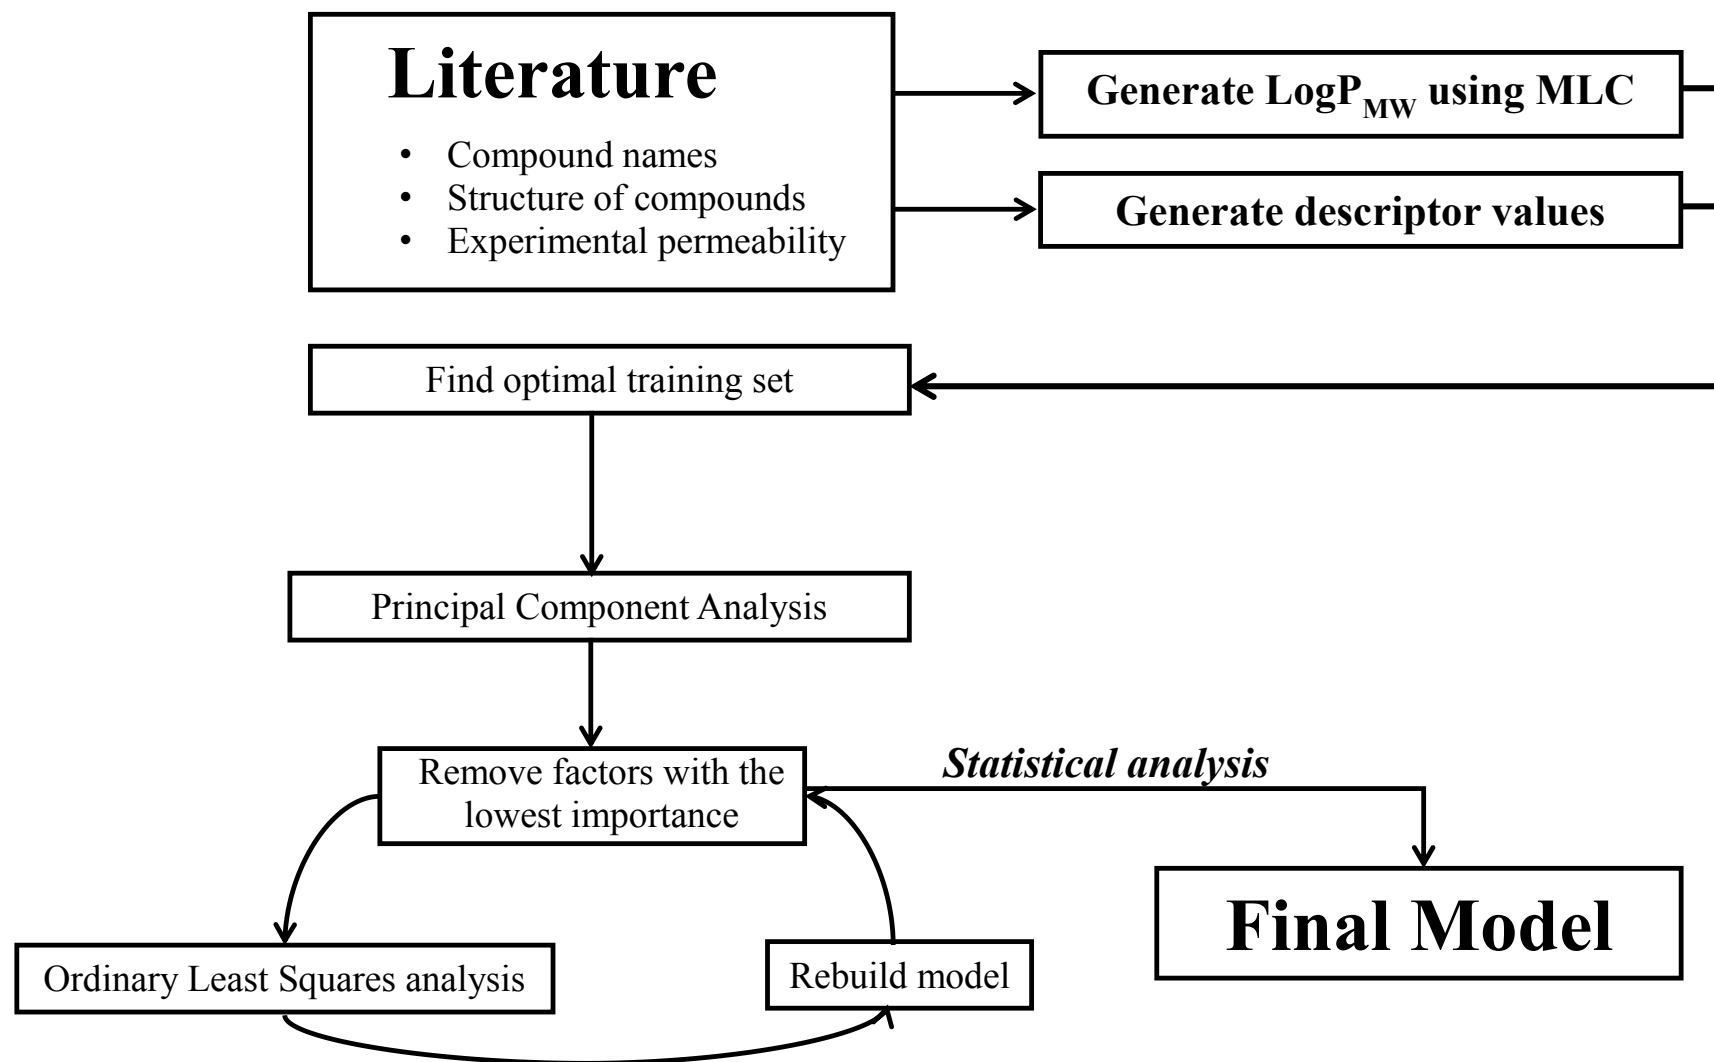 Literature
• Compound names
• Structure of compounds
• Experimental permeability
Generate LogP_MW using MLC
Generate descriptor values
Find optimal training set
Principal Component Analysis
Remove factors with the
lowest importance
Statistical analysis
Final Model
Ordinary Least Squares analysis
Rebuild model